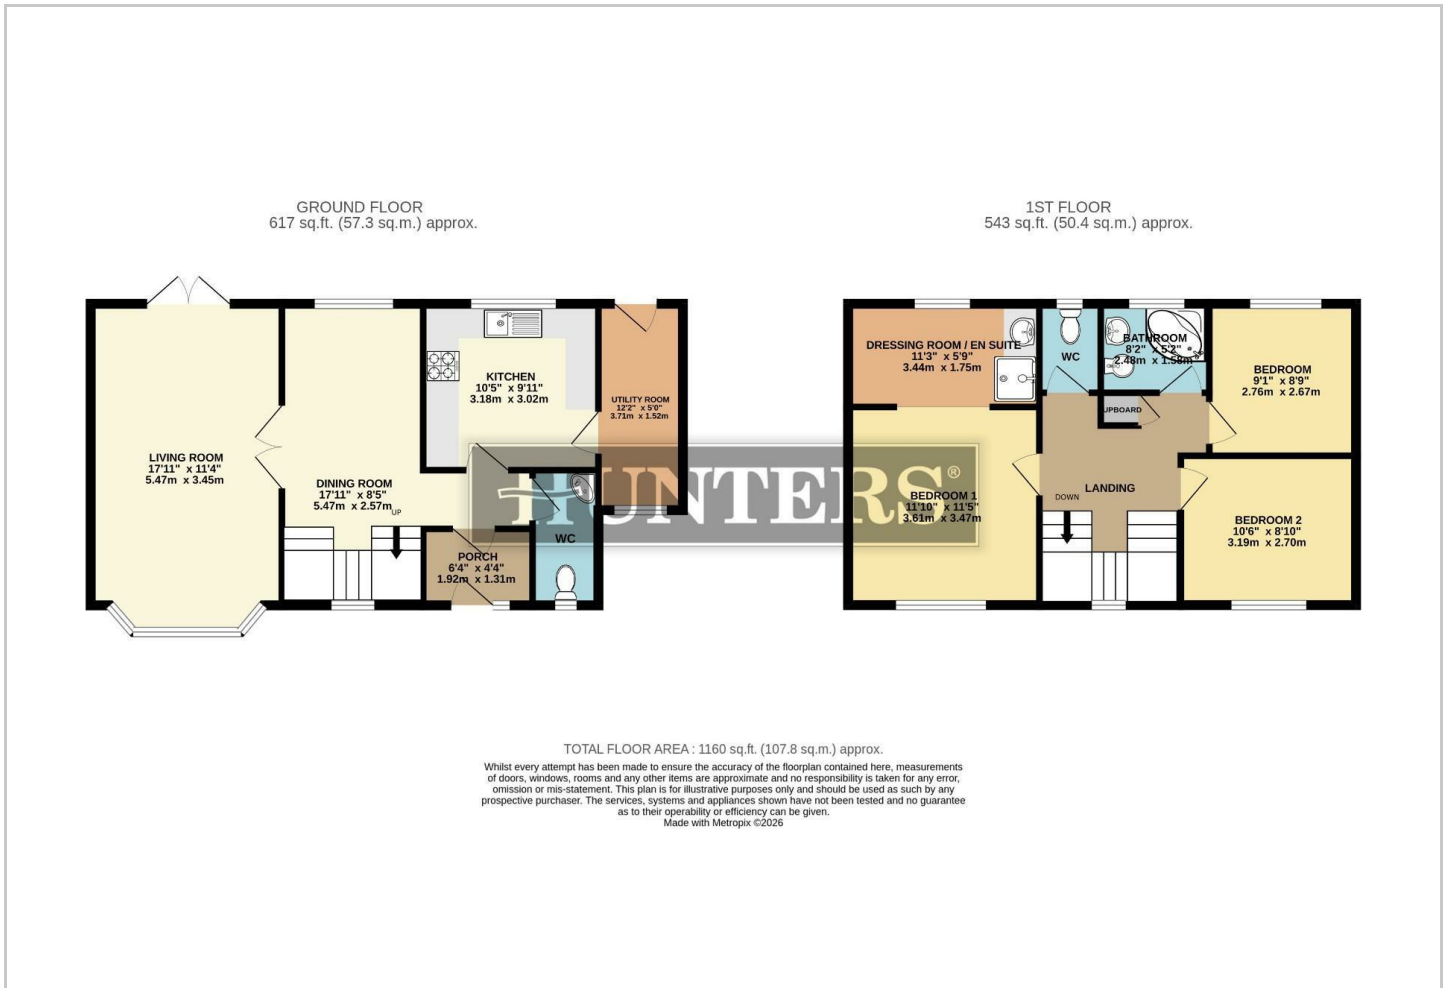 GROUND FLOOR
617 sq.ft. (57.3 sq.m.) approx.
1ST FLOOR
543 sq.ft. (50.4 sq.m.) approx.
LIVING ROOM
17'11" x 11'4"
5.47m x 3.45m
DINING ROOM
17'11" x 8'5"
5.47m x 2.57m
UP
KITCHEN
10'5" x 9'11"
3.18m x 3.02m
UTILITY ROOM
12'2" x 5'0"
3.71m x 1.52m
PORCH
6'4" x 4'4"
1.92m x 1.31m
WC
HUNTERS®
DRESSING ROOM / EN SUITE
11'3" x 5'9"
3.44m x 1.75m
WC
BATHROOM
8'2" x 5'2"
2.48m x 1.58m
BEDROOM
9'1" x 8'9"
2.76m x 2.67m
UPBOARD
BEDROOM 1
11'10" x 11'5"
3.61m x 3.47m
LANDING
DOWN
BEDROOM 2
10'6" x 8'10"
3.19m x 2.70m
TOTAL FLOOR AREA : 1160 sq.ft. (107.8 sq.m.) approx.
Whilst every attempt has been made to ensure the accuracy of the floorplan contained here, measurements
of doors, windows, rooms and any other items are approximate and no responsibility is taken for any error,
omission or mis-statement. This plan is for illustrative purposes only and should be used as such by any
prospective purchaser. The services, systems and appliances shown have not been tested and no guarantee
as to their operability or efficiency can be given.
Made with Metropix ©2026